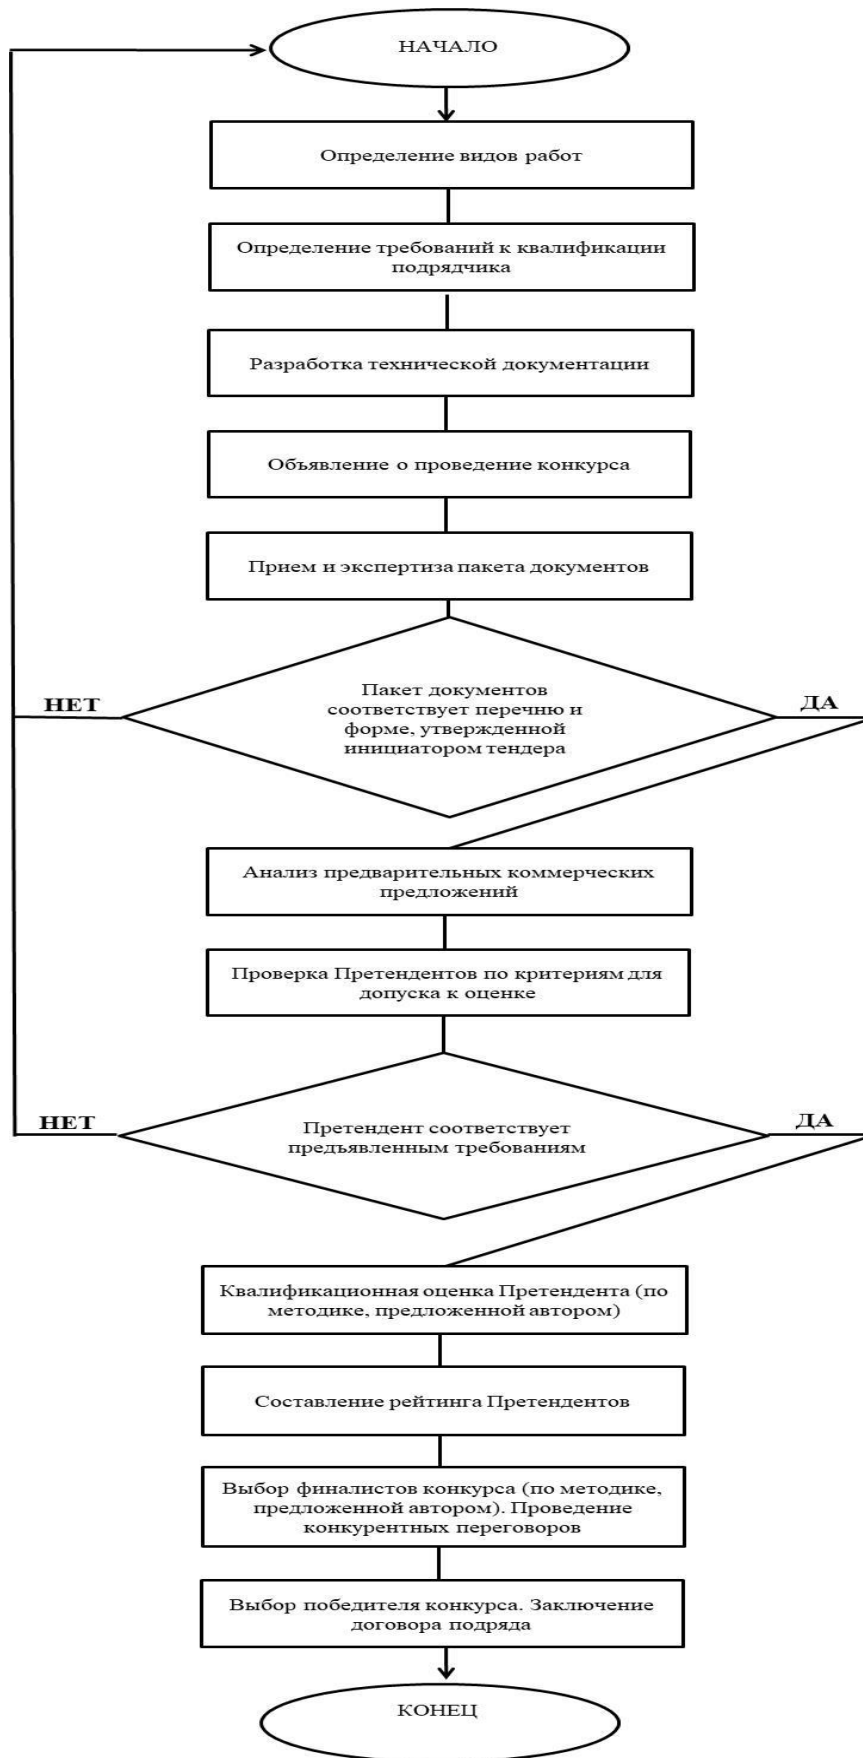 НАЧАЛО
Определение видов работ
Определение требований к квалификации
подрядчика
Разработка технической документации
Объявление о проведение конкурса
Прием и экспертиза пакета документов
Пакет документов
соответствует перечню и
форме, утвержденной
инициатором тендера
НЕТ
ДА
Анализ предварительных коммерческих
предложений
Проверка Претендентов по критериям для
допуска к оценке
Претендент соответствует
предъявленным требованиям
НЕТ
ДА
Квалификационная оценка Претендента (по
методике, предложенной автором)
Составление рейтинга Претендентов
Выбор финалистов конкурса (по методике,
предложенной автором). Проведение
конкурентных переговоров
Выбор победителя конкурса. Заключение
договора подряда
КОНЕЦ